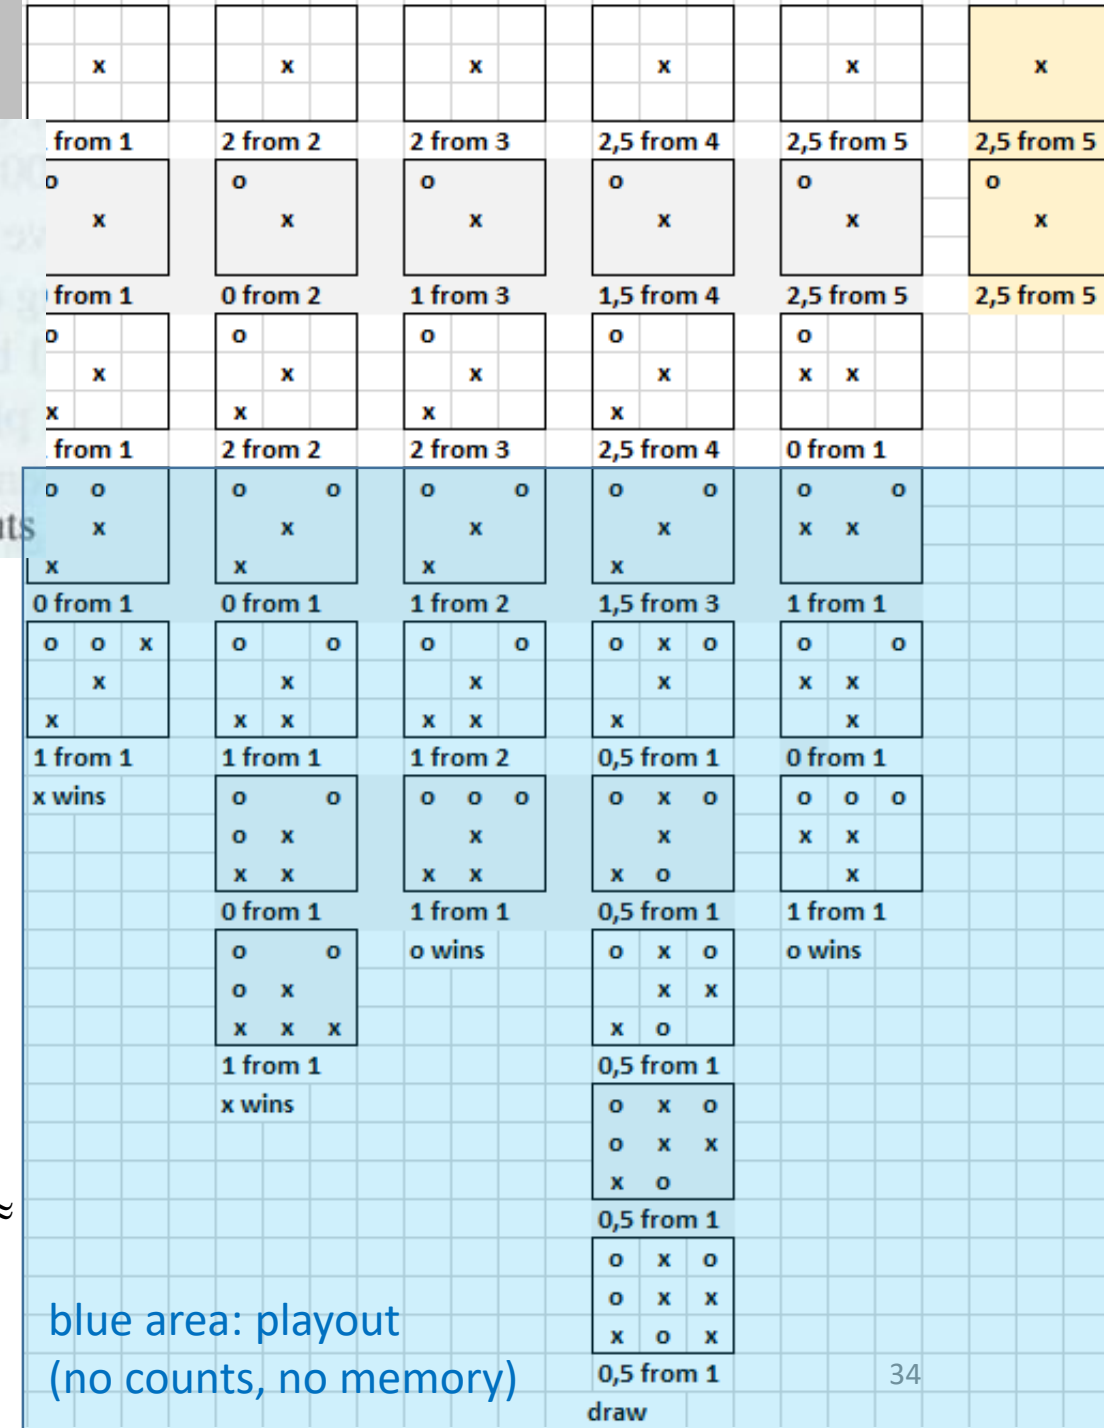 x x x x x x
from 1 2 from 2 2 from 3 2,5 from 4 2,5 from 5 2,5 from 5
o o o o o o
x x x x x x
from 1 0 from 2 1 from 3 1,5 from 4 2,5 from 5 2,5 from 5
o o o o o
x x x x x x
x x x x
from 1 2 from 2 2 from 3 2,5 from 4 0 from 1
o o o o o o o o o o
x x x x x x
x x x x
0 from 1 0 from 1 1 from 2 1,5 from 3 1 from 1
o o x o o o o o x o o o
x x x x x x
x x x x x x x
1 from 1 1 from 1 1 from 2 0,5 from 1 0 from 1
x wins o o o o o o x o o o o
o x x x x x
x x x x x o x
0 from 1 1 from 1 0,5 from 1 1 from 1
o o o wins o x o o wins
o x x x
x x x x o
1 from 1 0,5 from 1
x wins o x o
o x x
x o
≈ 0,5 from 1
o x o
o x x
blue area: playout
x o x
(no counts, no memory) 0,5 from 1 34
draw